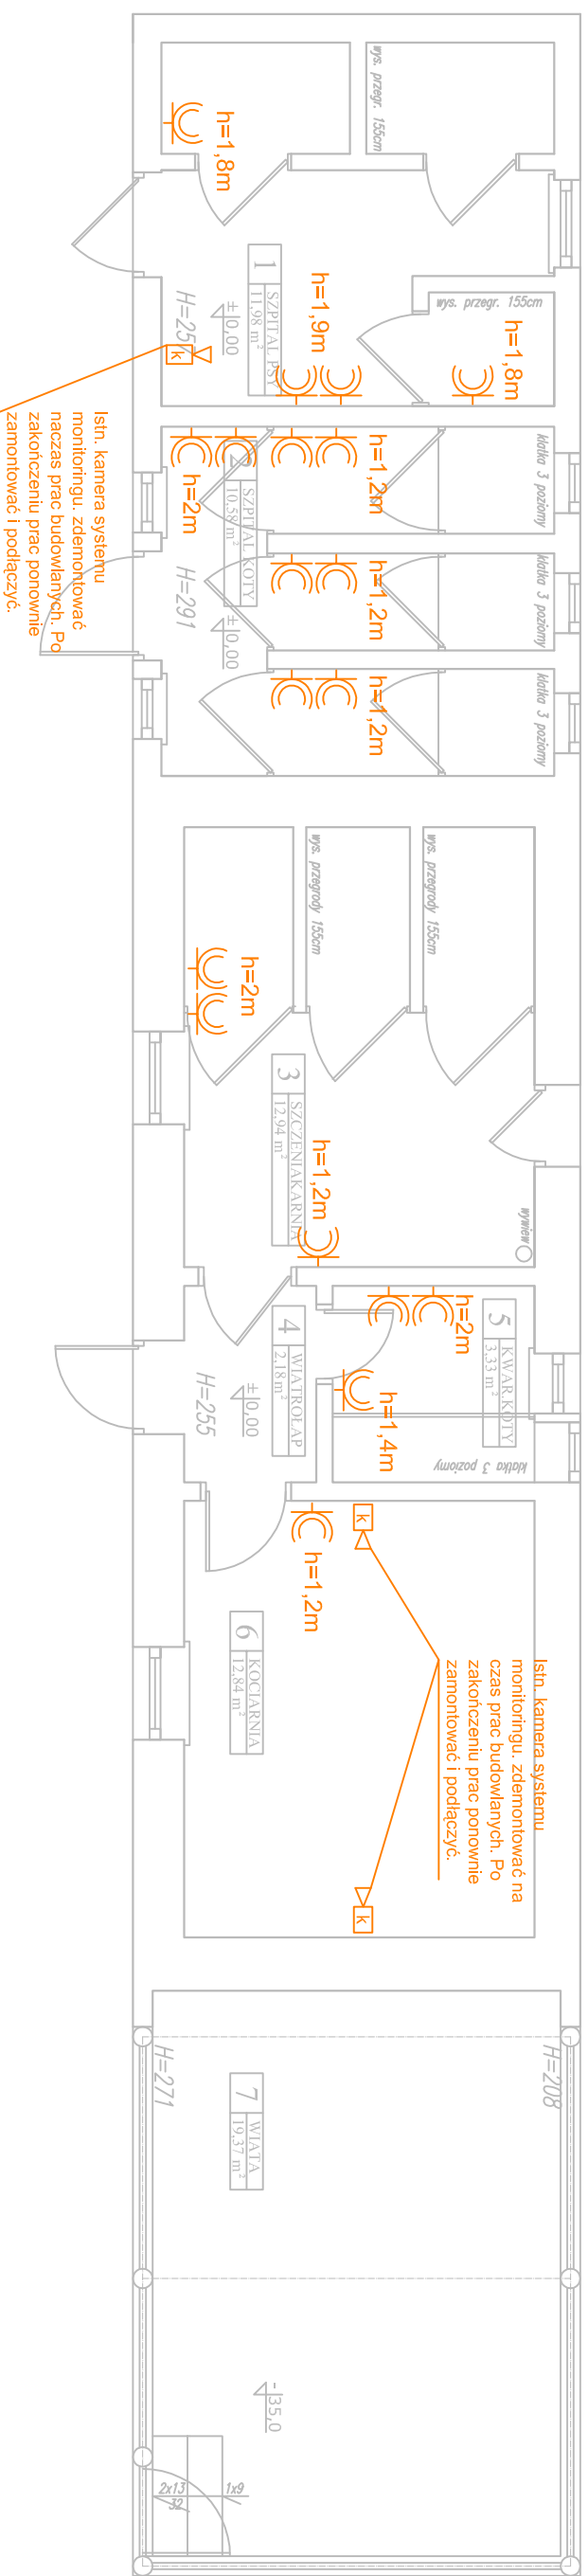 wys. przegr. 155cm
h=1,8m
1
SZPITAL PSY
11,98 m²
±0,00
H=25
k
h=1,9m
wys. przegr. 155cm
h=1,8m
Istn. kamera systemu
monitoringu. zdemontować
naczas prac budowlanych. Po
zakończeniu prac ponownie
zamontować i podłączyć.
klatka 3 poziomy
h=1,2m
h=2m
2
SZPITAL KOTY
10.58 m²
H=291
±0,00
klatka 3 poziomy
h=1,2m
klatka 3 poziomy
h=1,2m
wys. przegrody 155cm
wys. przegrody 155cm
h=2m
3
SZCZENIAKARNIA
12,94 m²
h=1,2m
wywiew
4
WIATROŁAP
2,18m²
±0,00
H=255
h=2m
5
KWAR KOTY
3,33 m²
h=1,4m
klatka 3 poziomy
h=1,2m
k
6
KOCIARNIA
12,84 m²
Istn. kamera systemu
monitoringu. zdemontować na
czas prac budowlanych. Po
zakończeniu prac ponownie
zamontować i podłączyć.
k
H=208
H=271
7
WIATA
19,37 m²
-35,0
2x13
32
1x9